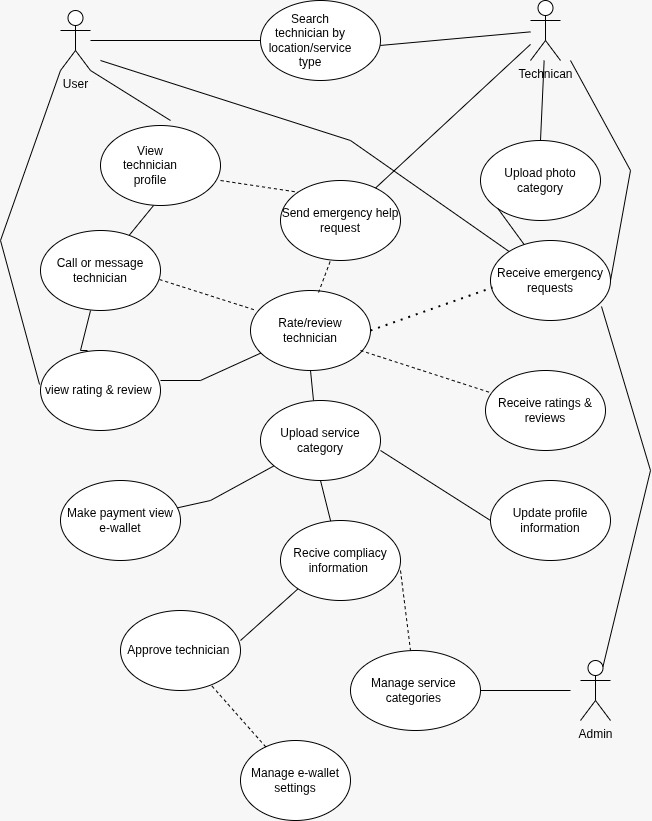 Search
technician by
location/service
type
User
Technican
View
technician
profile
Upload photo
category
Send emergency help
request
Call or message
technician
Receive emergency
requests
Rate/review
technician
view rating & review
Receive ratings &
reviews
Upload service
category
Make payment view
e-wallet
Update profile
information
Recive compliacy
information
Approve technician
Manage service
categories
Admin
Manage e-wallet
settings